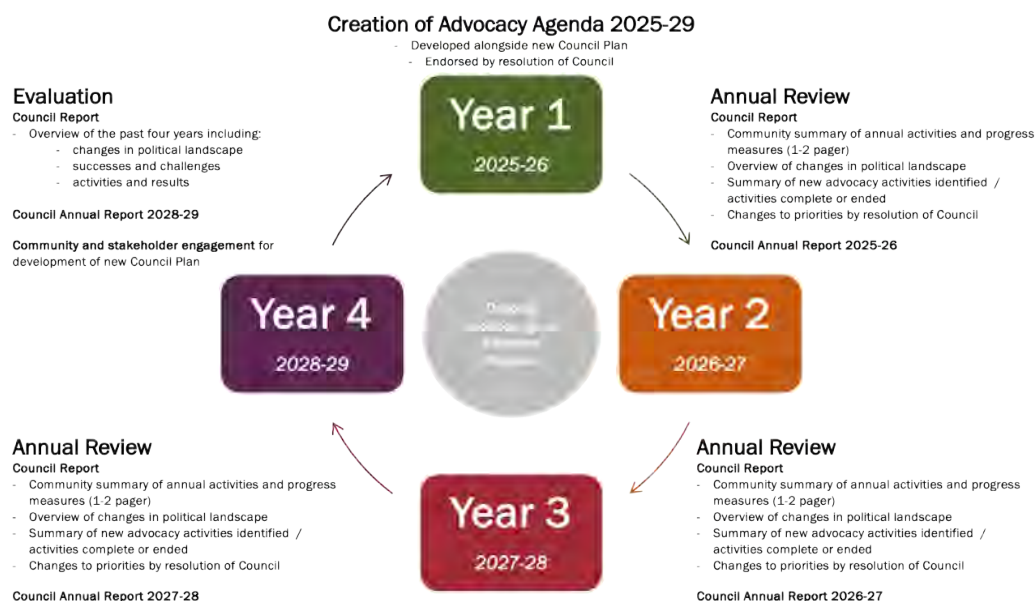 Creation of Advocacy Agenda 2025-29
- Developed alongside new Council Plan
- Endorsed by resolution of Council
Year 1
2025-26
Annual Review
Council Report
- Community summary of annual activities and progress
measures (1-2 pager)
- Overview of changes in political landscape
- Summary of new advocacy activities identified /
activities complete or ended
- Changes to priorities by resolution of Council
Council Annual Report 2025-26
Year 2
2026-27
Annual Review
Council Report
- Community summary of annual activities and progress
measures (1-2 pager)
- Overview of changes in political landscape
- Summary of new advocacy activities identified /
activities complete or ended
- Changes to priorities by resolution of Council
Council Annual Report 2026-27
Year 3
2027-28
Annual Review
Council Report
- Community summary of annual activities and progress
measures (1-2 pager)
- Overview of changes in political landscape
- Summary of new advocacy activities identified /
activities complete or ended
- Changes to priorities by resolution of Council
Council Annual Report 2027-28
Year 4
2028-29
Evaluation
Council Report
- Overview of the past four years including:
- changes in political landscape
- successes and challenges
- activities and results
Council Annual Report 2028-29
Community and stakeholder engagement for
development of new Council Plan